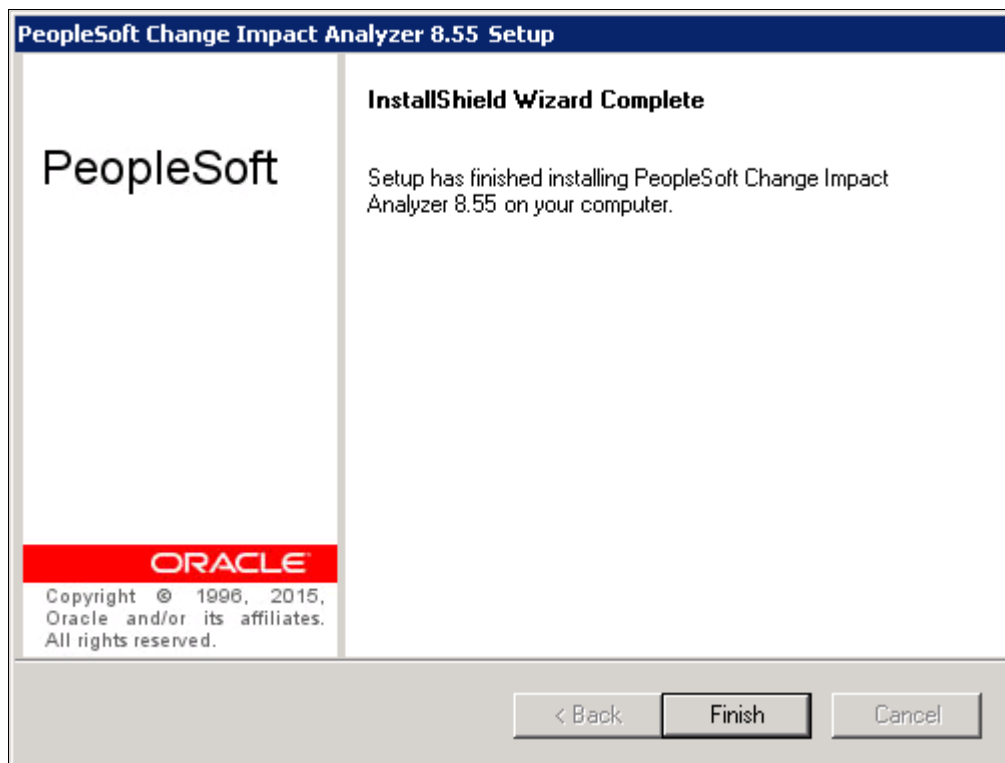 PeopleSoft Change Impact Analyzer 8.55 Setup
PeopleSoft
InstallShield Wizard Complete
Setup has finished installing PeopleSoft Change Impact
Analyzer 8.55 on your computer.
ORACLE
Copyright © 1996, 2015,
Oracle and/or its affiliates.
All rights reserved.
< Back
Finish
Cancel